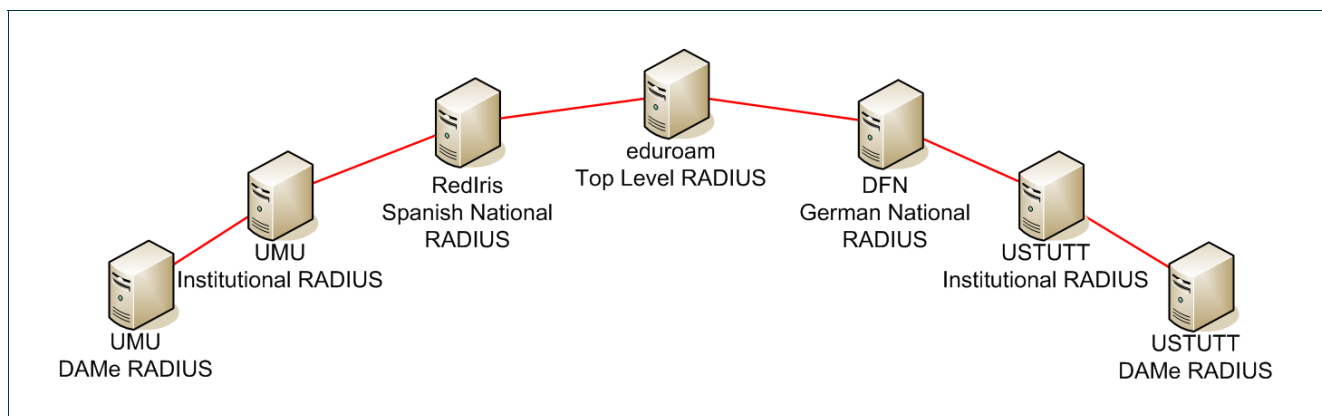 eduroam
Top Level RADIUS
RedIris
Spanish National
RADIUS
DFN
German National
RADIUS
UMU
Institutional RADIUS
USTUTT
Institutional RADIUS
UMU
DAMe RADIUS
USTUTT
DAMe RADIUS